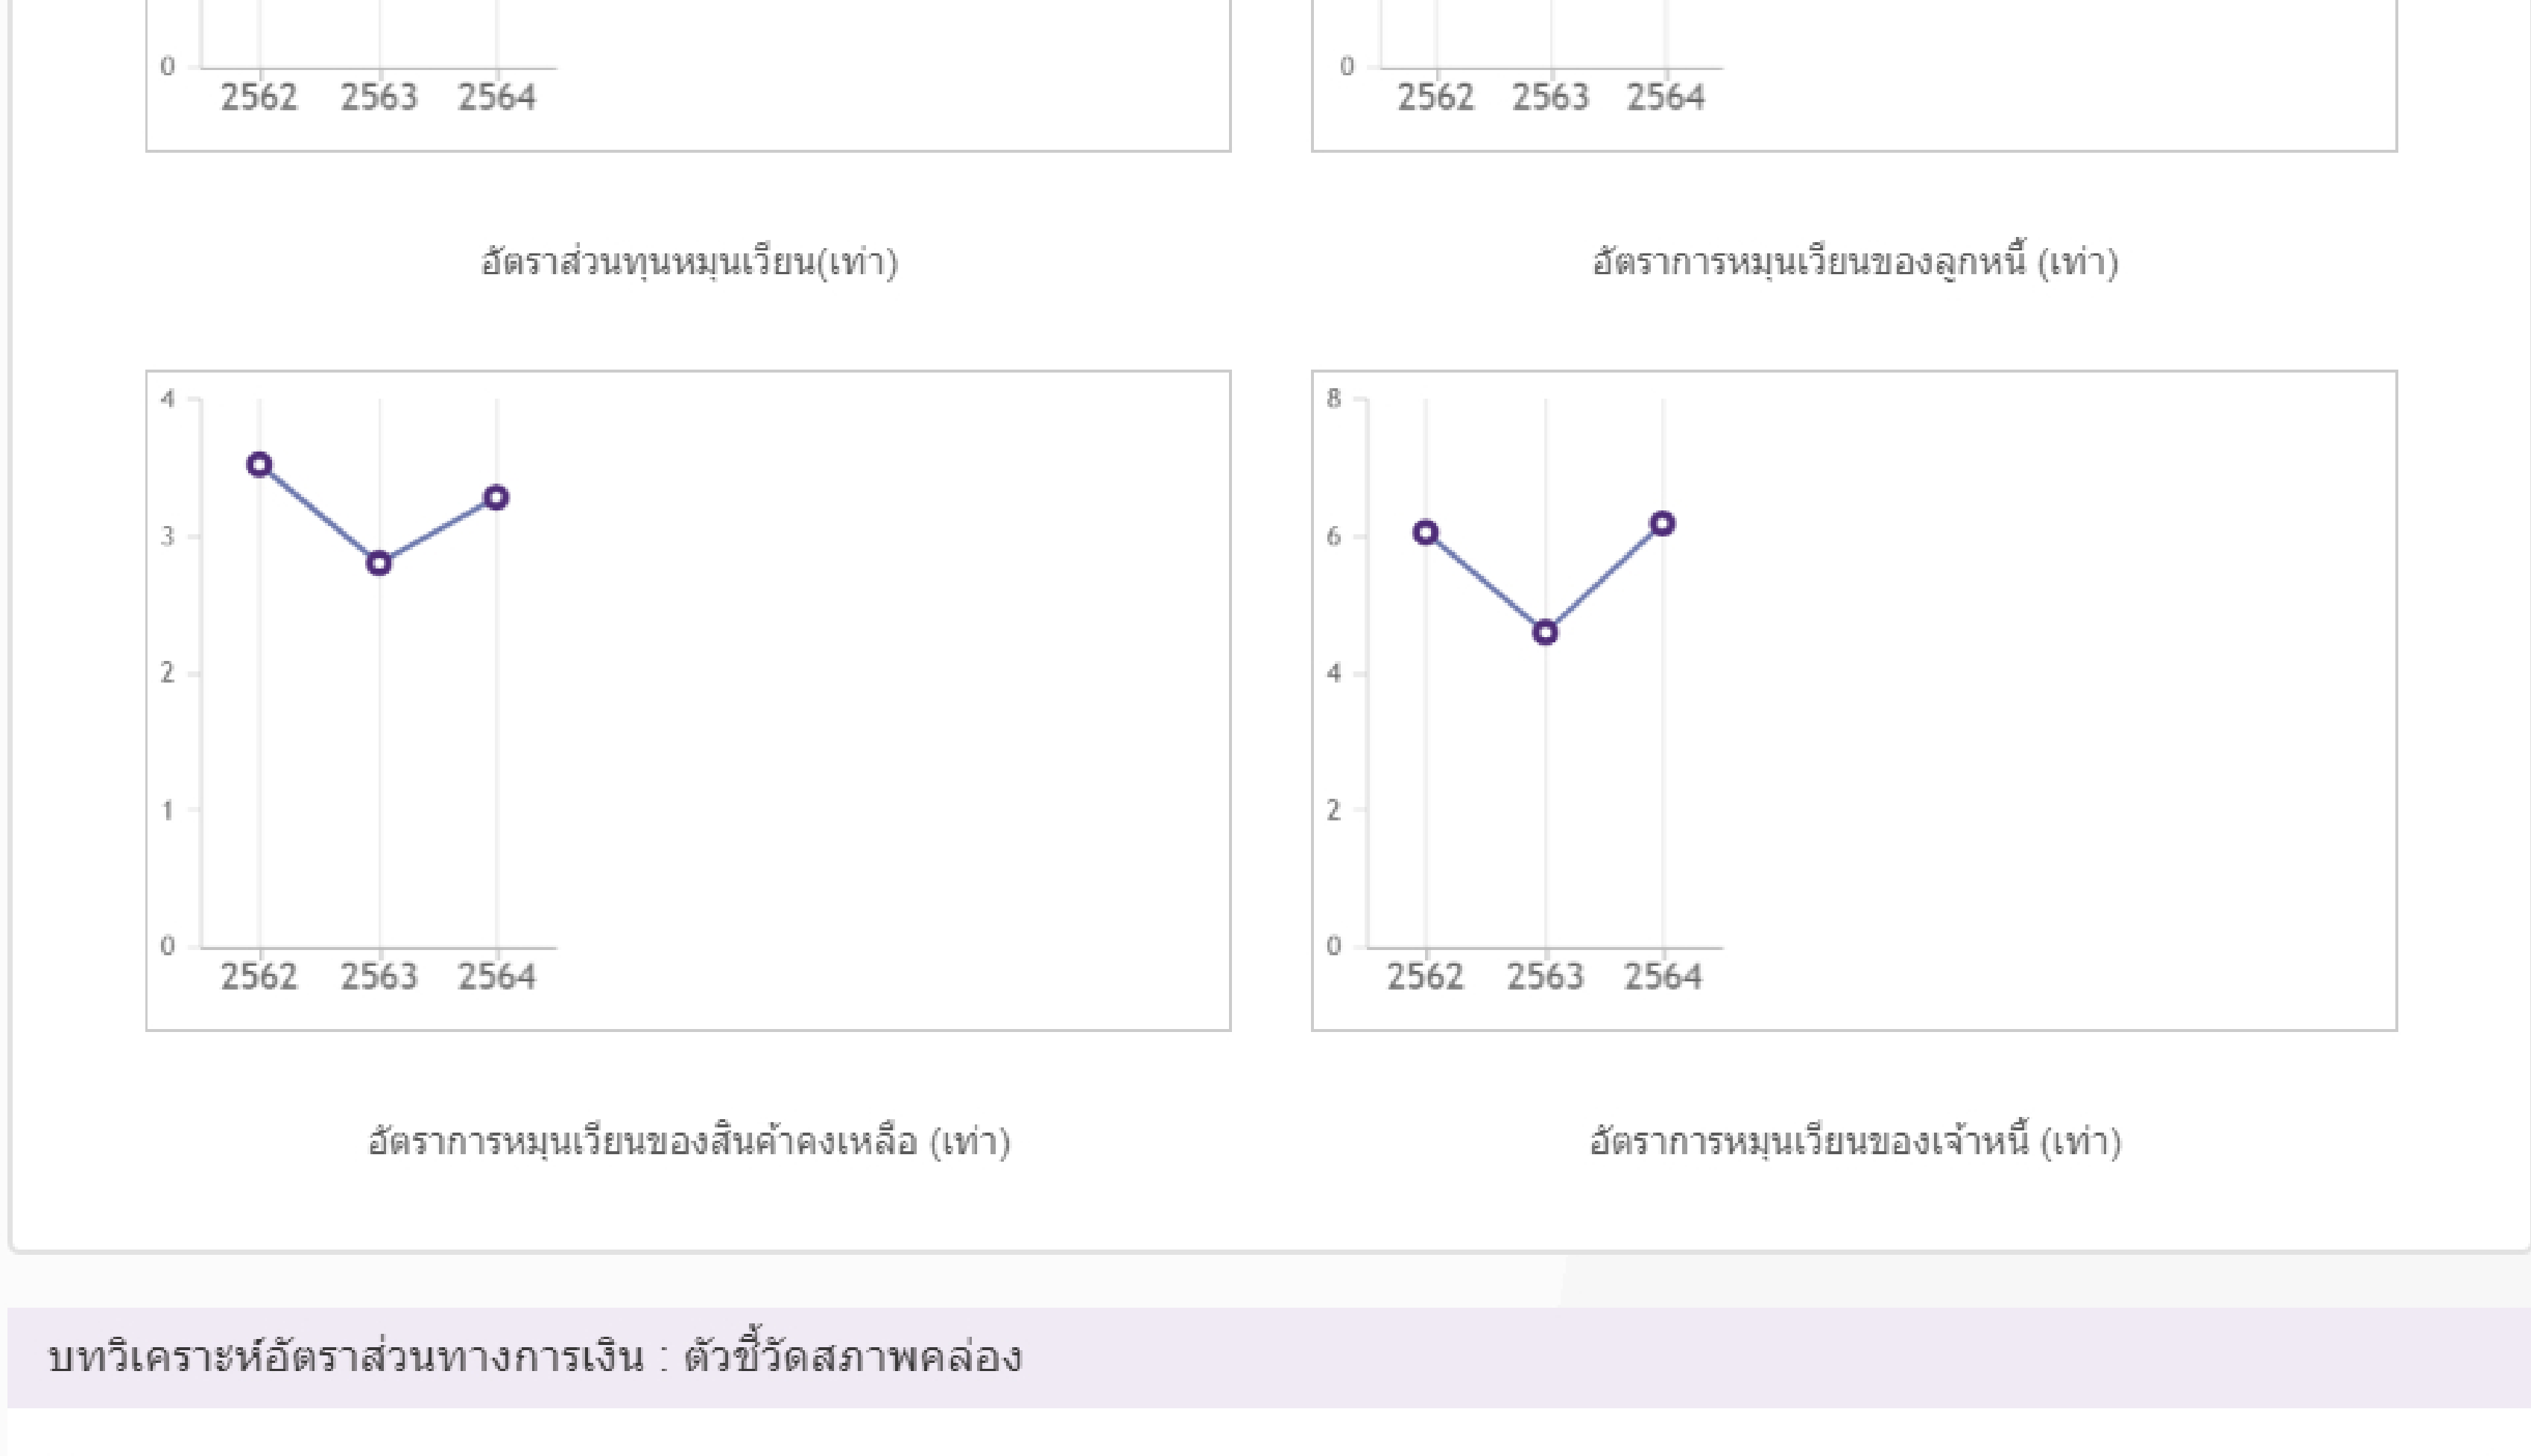 0 0
2562 2563 2564 2562 2563 2564
อัตราส่วนทุนหมุนเวียน(เท่า) อัตราการหมุนเวียนของลูกหนี้ (เท่า)
4
3
2
1
0
2562 2563 2564
8
6
4
2
0
2562 2563 2564
อัตราการหมุนเวียนของสินค้าคงเหลือ (เท่า) อัตราการหมุนเวียนของเจ้าหนี้ (เท่า)
บทวิเคราะห์อัตราส่วนทางการเงิน : ตัวชี้วัดสภาพคล่อง